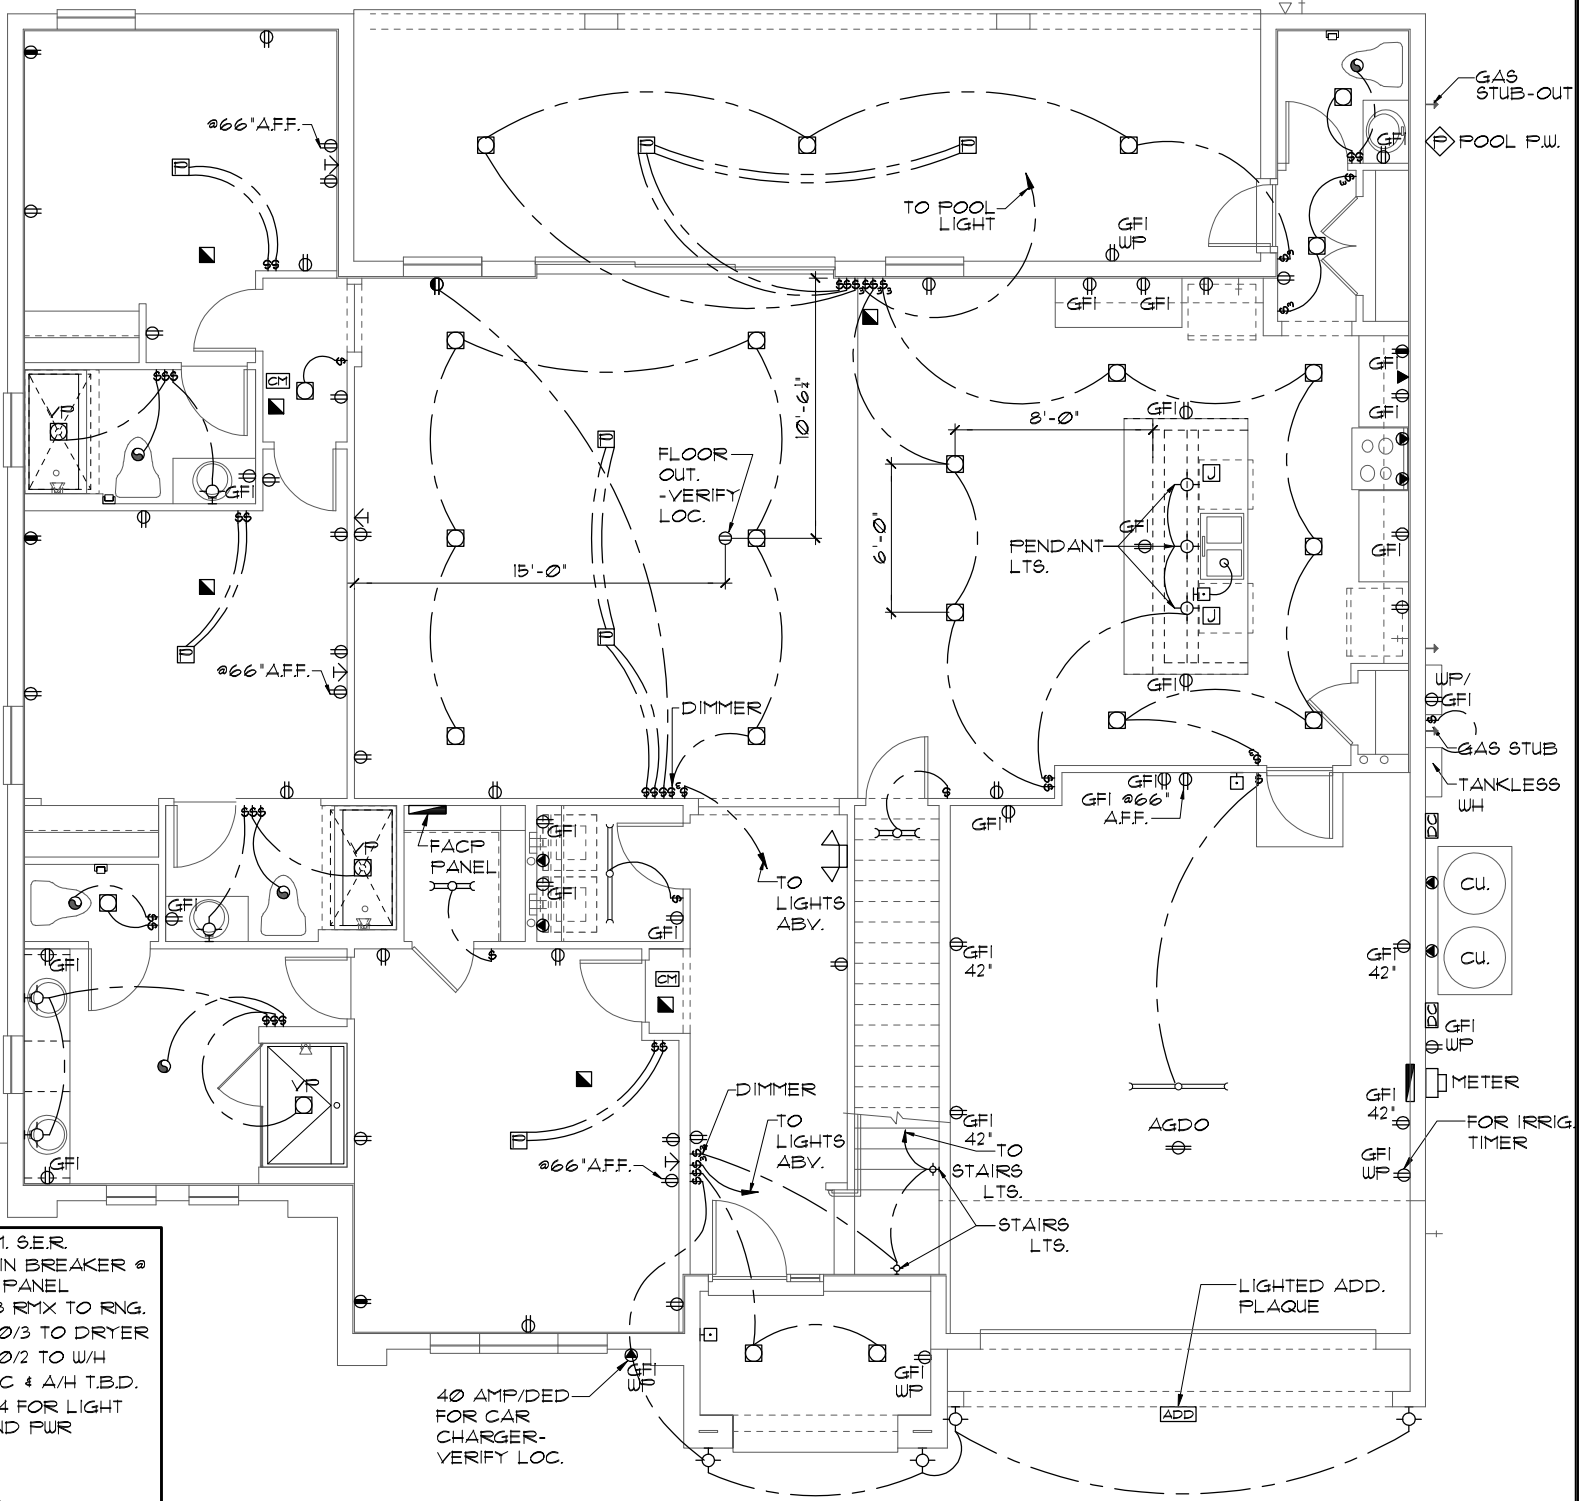 GAS
STUB-OUT
@66"A.F.F.
GFI
P
POOL P.W.
P
P
P
TO POOL
LIGHT
GFI
WP
GFI
GFI
CM
GFI
VP
GFI
8'-0"
GFI
10'-6½"
P
FLOOR
OUT.
-VERIFY
LOC.
J
GFI
GFI
6'-0"
PENDANT
LTS.
GFI
15'-0"
P
J
P
@66"A.F.F.
GFI
WP/
GFI
DIMMER
GAS STUB
TANKLESS
WH
GFI
GFI @66"
A.F.F.
GFI
DC
VP
FACP
PANEL
GFI
GFI
TO
LIGHTS
ABV.
CU.
GFI
GFI
GFI
GFI
42"
GFI
42"
CU.
CM
DC
GFI
WP
VP
DIMMER
METER
GFI
42"
GFI
42"
AGDO
FOR IRRIG.
TIMER
P
TO
LIGHTS
ABV.
TO
STAIRS
LTS.
@66"A.F.F.
GFI
WP
GFI
STAIRS
LTS.
1. S.E.R.
IN BREAKER @
PANEL
3 RMX TO RNG.
0/3 TO DRYER
0/2 TO W/H
C & A/H T.B.D.
4 FOR LIGHT
ND PWR
LIGHTED ADD.
PLAQUE
GFI
WP
GFI
WP
40 AMP/DED
FOR CAR
CHARGER-
VERIFY LOC.
ADD